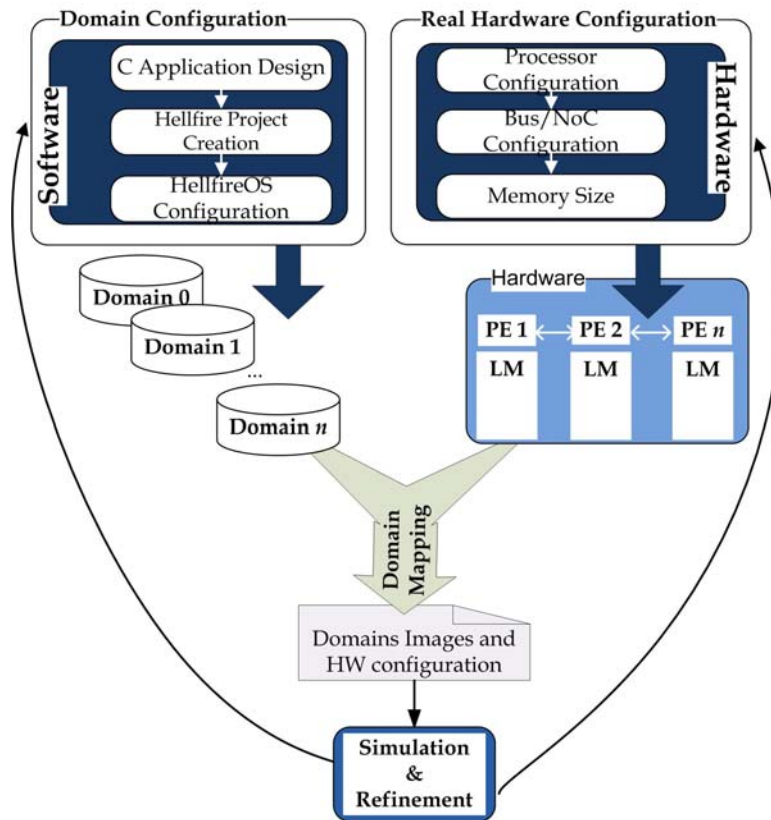 Domain Configuration
Software
C Application Design
Hellfire Project
Creation
HellfireOS
Configuration
Real Hardware Configuration
Processor
Configuration
Bus/NoC
Configuration
Memory Size
Hardware
Domain 0
Domain 1
...
Domain n
Hardware
PE 1
PE 2
PE n
LM
LM
LM
Domain
Mapping
Domains Images and
HW configuration
Simulation
&
Refinement